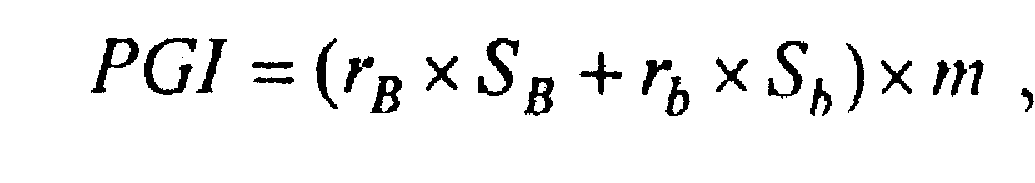 PGI = (r_B × S_B + r_b × S_b) × m ,